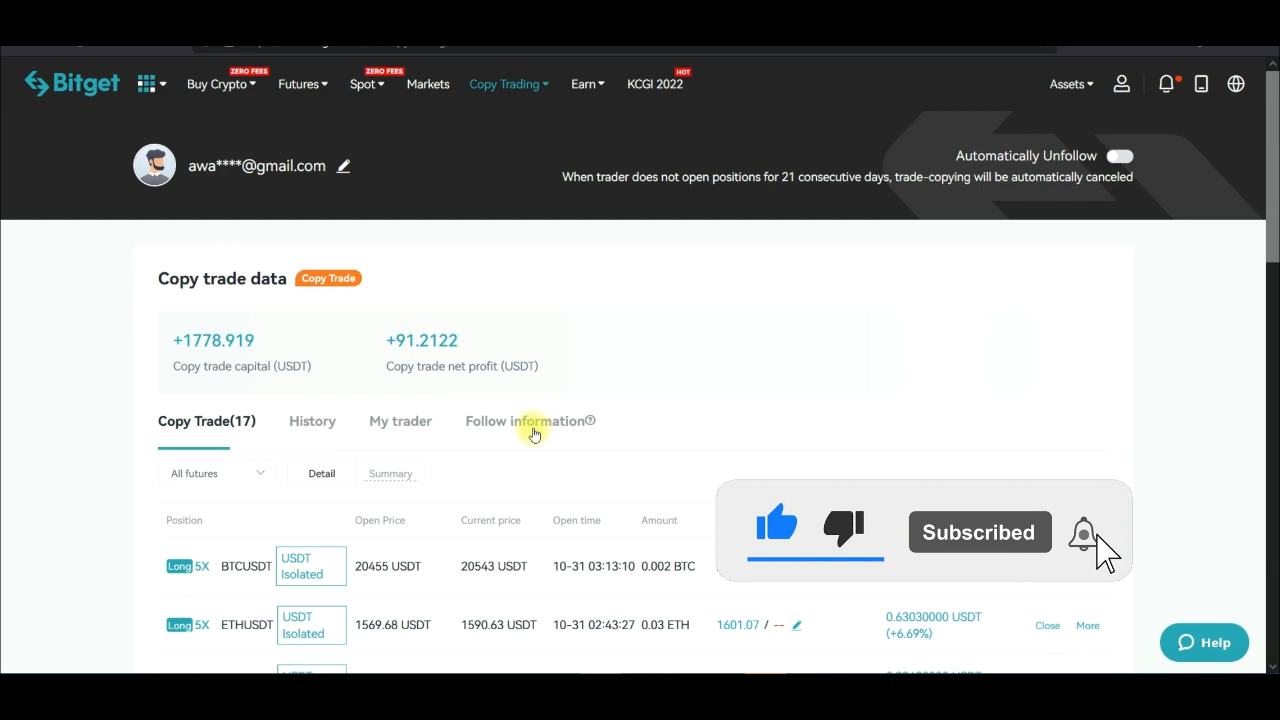 Bitget
Buy Crypto ZERO FEES Futures Spot ZERO FEES Markets Copy Trading Earn KCGI 2022 HOT Assets
awa****@gmail.com
Automatically Unfollow
When trader does not open positions for 21 consecutive days, trade-copying will be automatically canceled
Copy trade data Copy Trade
+1778.919 +91.2122
Copy trade capital (USDT) Copy trade net profit (USDT)
Copy Trade(17) History My trader Follow information
All futures Detail Summary
Position Open Price Current price Open time Amount
Subscribed
Long 5X BTCUSDT USDT Isolated 20455 USDT 20543 USDT 10-31 03:13:10 0.002 BTC
Long 5X ETHUSDT USDT Isolated 1569.68 USDT 1590.63 USDT 10-31 02:43:27 0.03 ETH 1601.07 / -- 0.63030000 USDT (+6.69%) Close More
Help